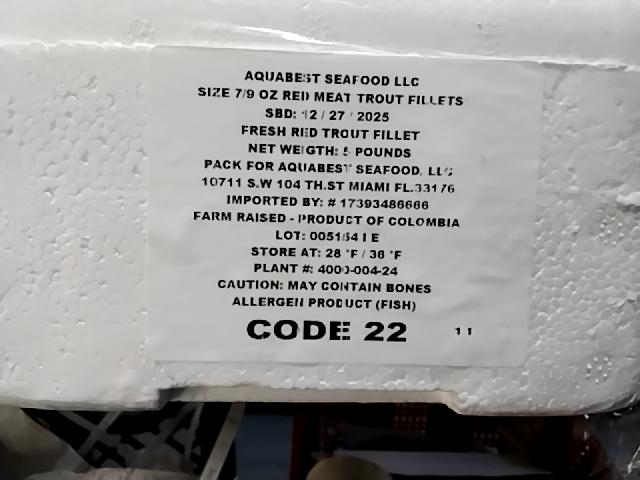 AQUABEST SEAFOOD LLC
SIZE 7/9 OZ RED MEAT TROUT FILLETS
SBD: 12 / 27 / 2025
FRESH RED TROUT FILLET
NET WEIGTH: 5 POUNDS
PACK FOR AQUABEST SEAFOOD, LLC
10711 S.W 104 TH.ST MIAMI FL.33176
IMPORTED BY: # 17393486666
FARM RAISED - PRODUCT OF COLOMBIA
LOT: E
STORE AT: 28 °F / 36 °F
PLANT #: 4000-004-24
CAUTION: MAY CONTAIN BONES
ALLERGEN PRODUCT (FISH)
CODE 22 11